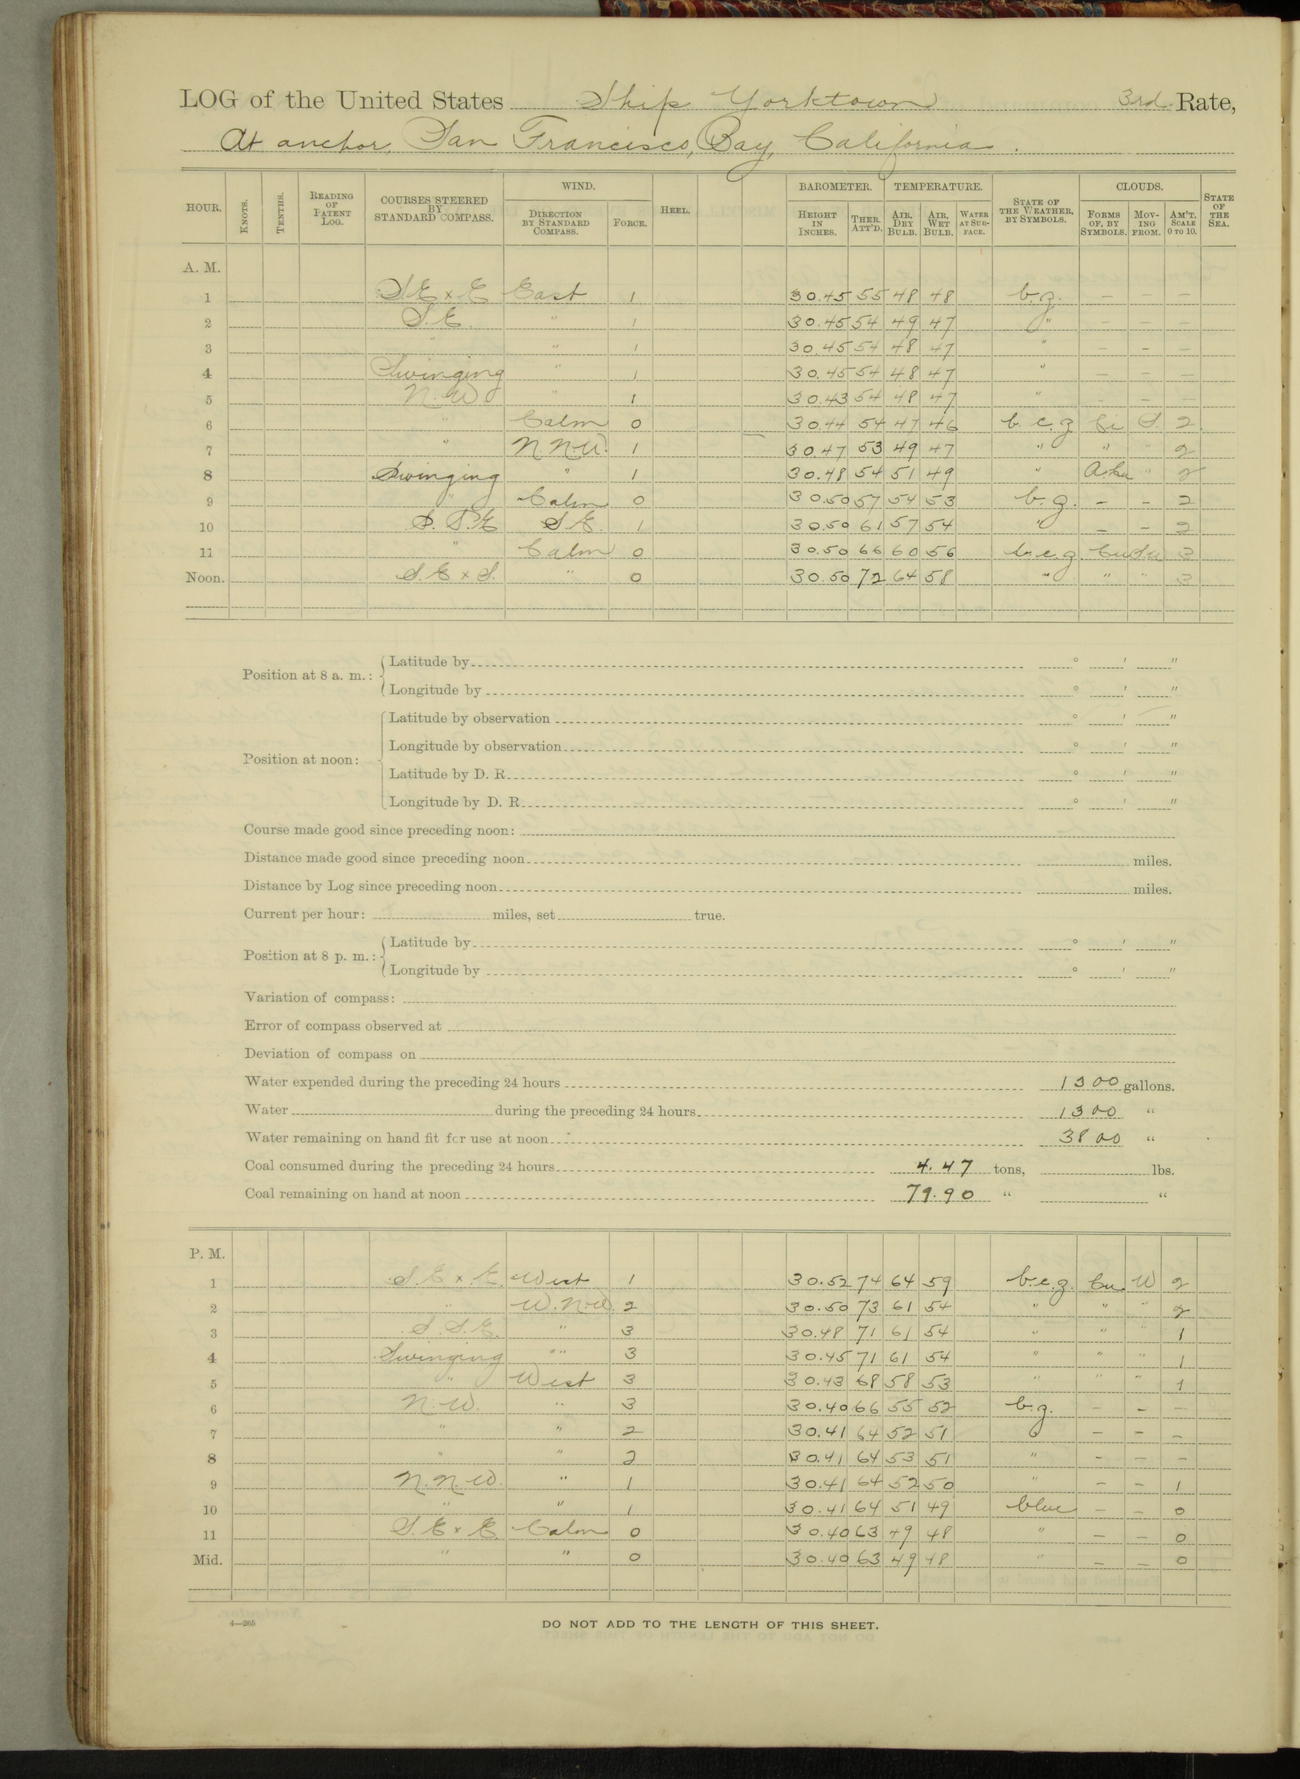 LOG of the United States Ship Yorktown 3rd Rate,
At anchor, San Francisco, Bay, California.
HOUR. KNOTS. TENTHS. READING OF PATENT LOG. COURSES STEERED BY STANDARD COMPASS. WIND. DIRECTION BY STANDARD COMPASS. FORCE. HEEL. BAROMETER. HEIGHT IN INCHES. THER. ATT'D. TEMPERATURE. AIR, DRY BULB. AIR, WET BULB. WATER AT SURFACE. STATE OF THE WEATHER, BY SYMBOLS. CLOUDS. FORMS OF, BY SYMBOLS. MOVING FROM. AM'T. SCALE 0 TO 10. STATE OF THE SEA.
A. M.
1 S.E x E East 1 30.45 55 48 48 b.g. — —
2 S.E. " 1 30.45 54 49 47 " — — —
3 " " 1 30.45 54 48 47 " — — —
4 Swinging " 1 30.45 54 48 47 " — — —
5 N.W " 1 30.43 54 48 47 " — — —
6 " Calm 0 30.44 54 47 46 b.c.g Ci S. 2
7 " N N.W. 1 30.47 53 49 47 " " " 2
8 Swinging " 1 30.48 54 51 49 " " 2
9 " Calm 0 30.50 57 54 53 b.g. — — 2
10 S.E. 1 30.50 61 57 54 " — — 2
11 " Calm 0 30.50 66 60 56 b.c.g 3
Noon. S.E x S. " 0 30.50 72 64 58 " " " 3
Position at 8 a. m.: Latitude by ° ' "
Longitude by ° ' "
Position at noon: Latitude by observation ° ' "
Longitude by observation ° ' "
Latitude by D. R. ° ' "
Longitude by D. R. ° ' "
Course made good since preceding noon:
Distance made good since preceding noon miles.
Distance by Log since preceding noon miles.
Current per hour: miles, set true.
Position at 8 p. m.: Latitude by ° ' "
Longitude by ° ' "
Variation of compass:
Error of compass observed at
Deviation of compass on
Water expended during the preceding 24 hours 1300 gallons.
Water during the preceding 24 hours 1300 "
Water remaining on hand fit for use at noon 3800 "
Coal consumed during the preceding 24 hours 4.47 tons, lbs.
Coal remaining on hand at noon 79.90 " "
P. M.
1 S.E x E. West 1 30.52 74 64 59 b.c.g. Cu. W 2
2 " W.N.W. 2 30.50 73 61 54 " " " 2
3 S.S.E. " 3 30.48 71 61 54 " " " 1
4 Swinging " " 3 30.45 71 61 54 " " " 1
5 " West 3 30.43 68 58 53 " " " 1
6 N.W. " 3 30.40 66 55 52 b.g. — — —
7 " " 2 30.41 64 52 51 — — —
8 " " 2 30.41 64 53 51 " — — —
9 N.N.W. " 1 30.41 64 52 50 " — — 1
10 " " 1 30.41 64 51 49 blue — — 0
11 S.E x E. Calm 0 30.40 63 49 48 " — — 0
Mid. " " 0 30.40 63 49 48 " — — 0
4—265
DO NOT ADD TO THE LENGTH OF THIS SHEET.